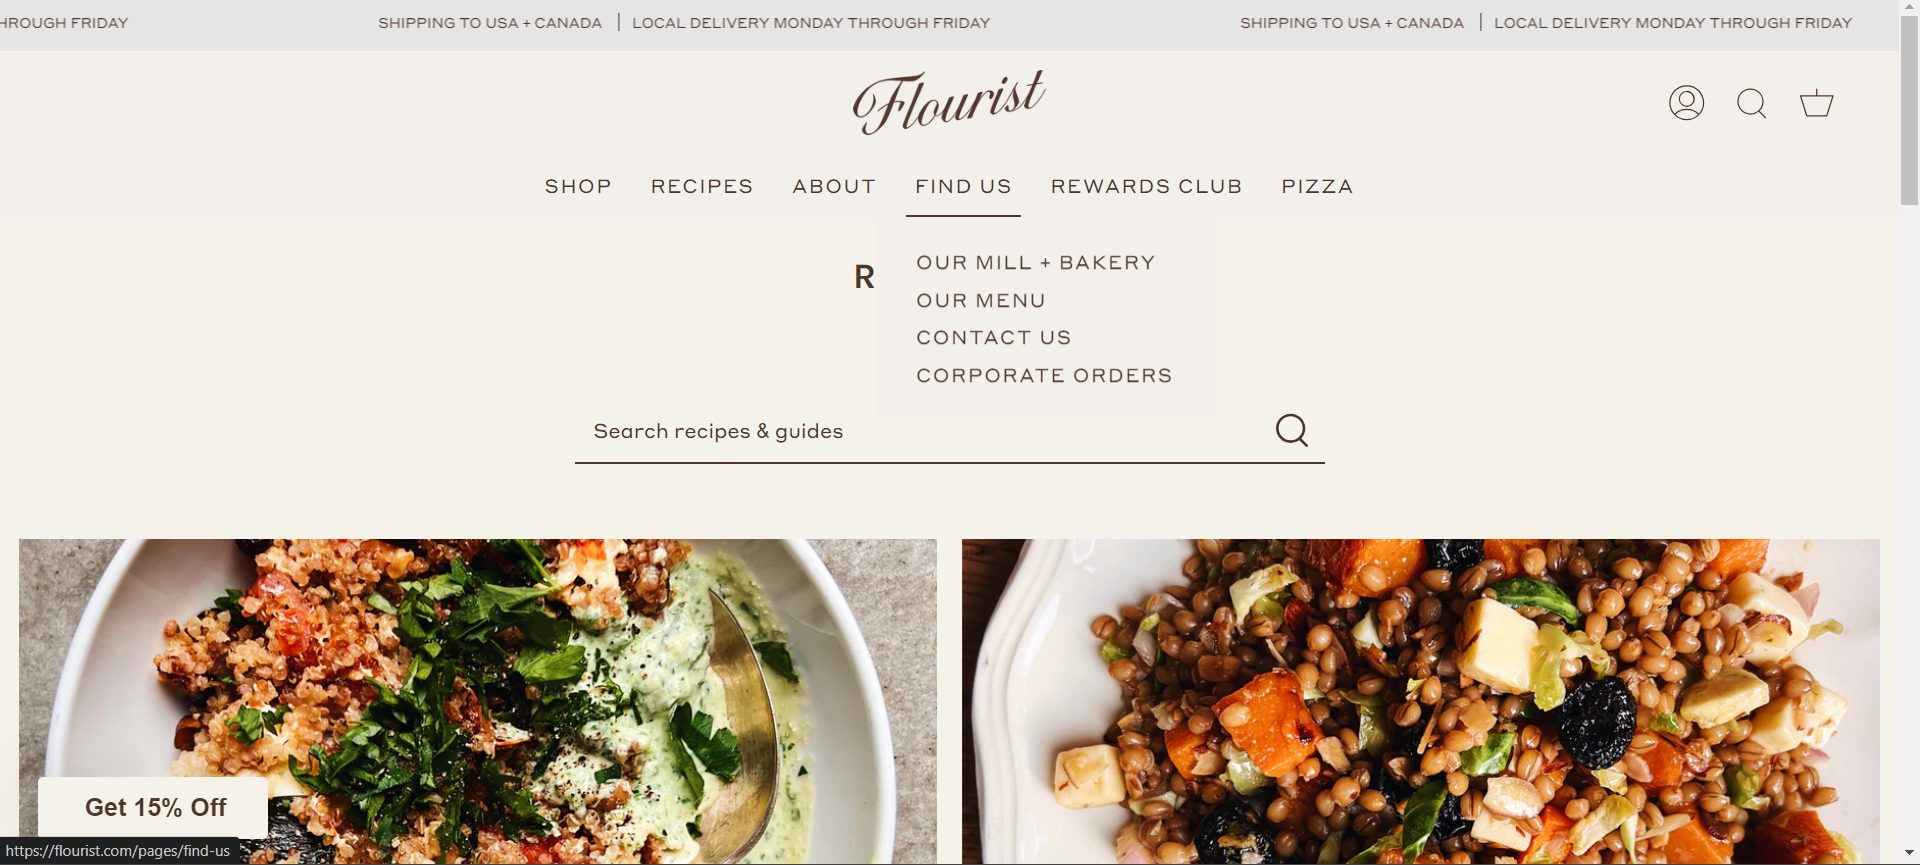 HROUGH FRIDAY SHIPPING TO USA + CANADA | LOCAL DELIVERY MONDAY THROUGH FRIDAY SHIPPING TO USA + CANADA | LOCAL DELIVERY MONDAY THROUGH FRIDAY
Flourist
SHOP RECIPES ABOUT FIND US REWARDS CLUB PIZZA
OUR MILL + BAKERY
R
OUR MENU
CONTACT US
CORPORATE ORDERS
Search recipes & guides
Get 15% Off
https://flourist.com/pages/find-us